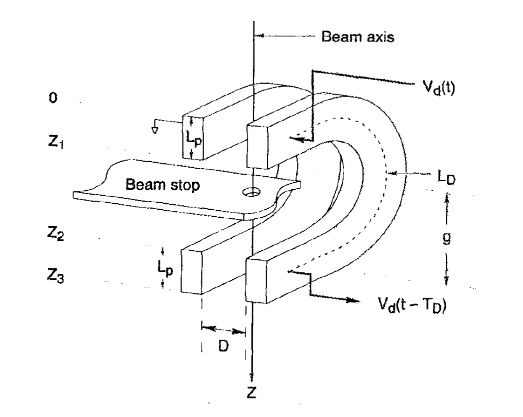 Beam axis
V_d(t)
0
L_p
Z_1
L_D
Beam stop
Z_2
g
L_p
Z_3
V_d(t – T_D)
D
Z